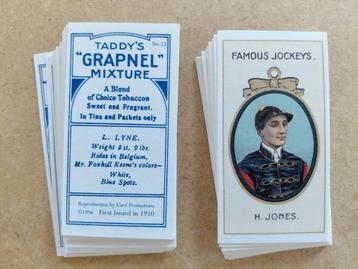 TADDY'S
No.13
"GRAPNEL"
MIXTURE
A Blend
of Choice Tobaccos
Sweet and Fragrant.
In Tins and Packets only
L. LYNE.
Weight 8 st. 9 lbs.
Rides in Belgium,
Mr. Foxhall Keene's colors—
White,
Blue Spots.
Reproduction by Card Promotions
©1996 First Issued in 1910
FAMOUS JOCKEYS.
H. JONES.